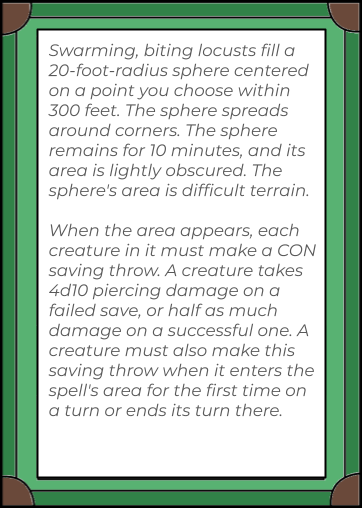 Swarming, biting locusts fill a
20-foot-radius sphere centered
on a point you choose within
300 feet. The sphere spreads
around corners. The sphere
remains for 10 minutes, and its
area is lightly obscured. The
sphere's area is difficult terrain.
When the area appears, each
creature in it must make a CON
saving throw. A creature takes
4d10 piercing damage on a
failed save, or half as much
damage on a successful one. A
creature must also make this
saving throw when it enters the
spell's area for the first time on
a turn or ends its turn there.